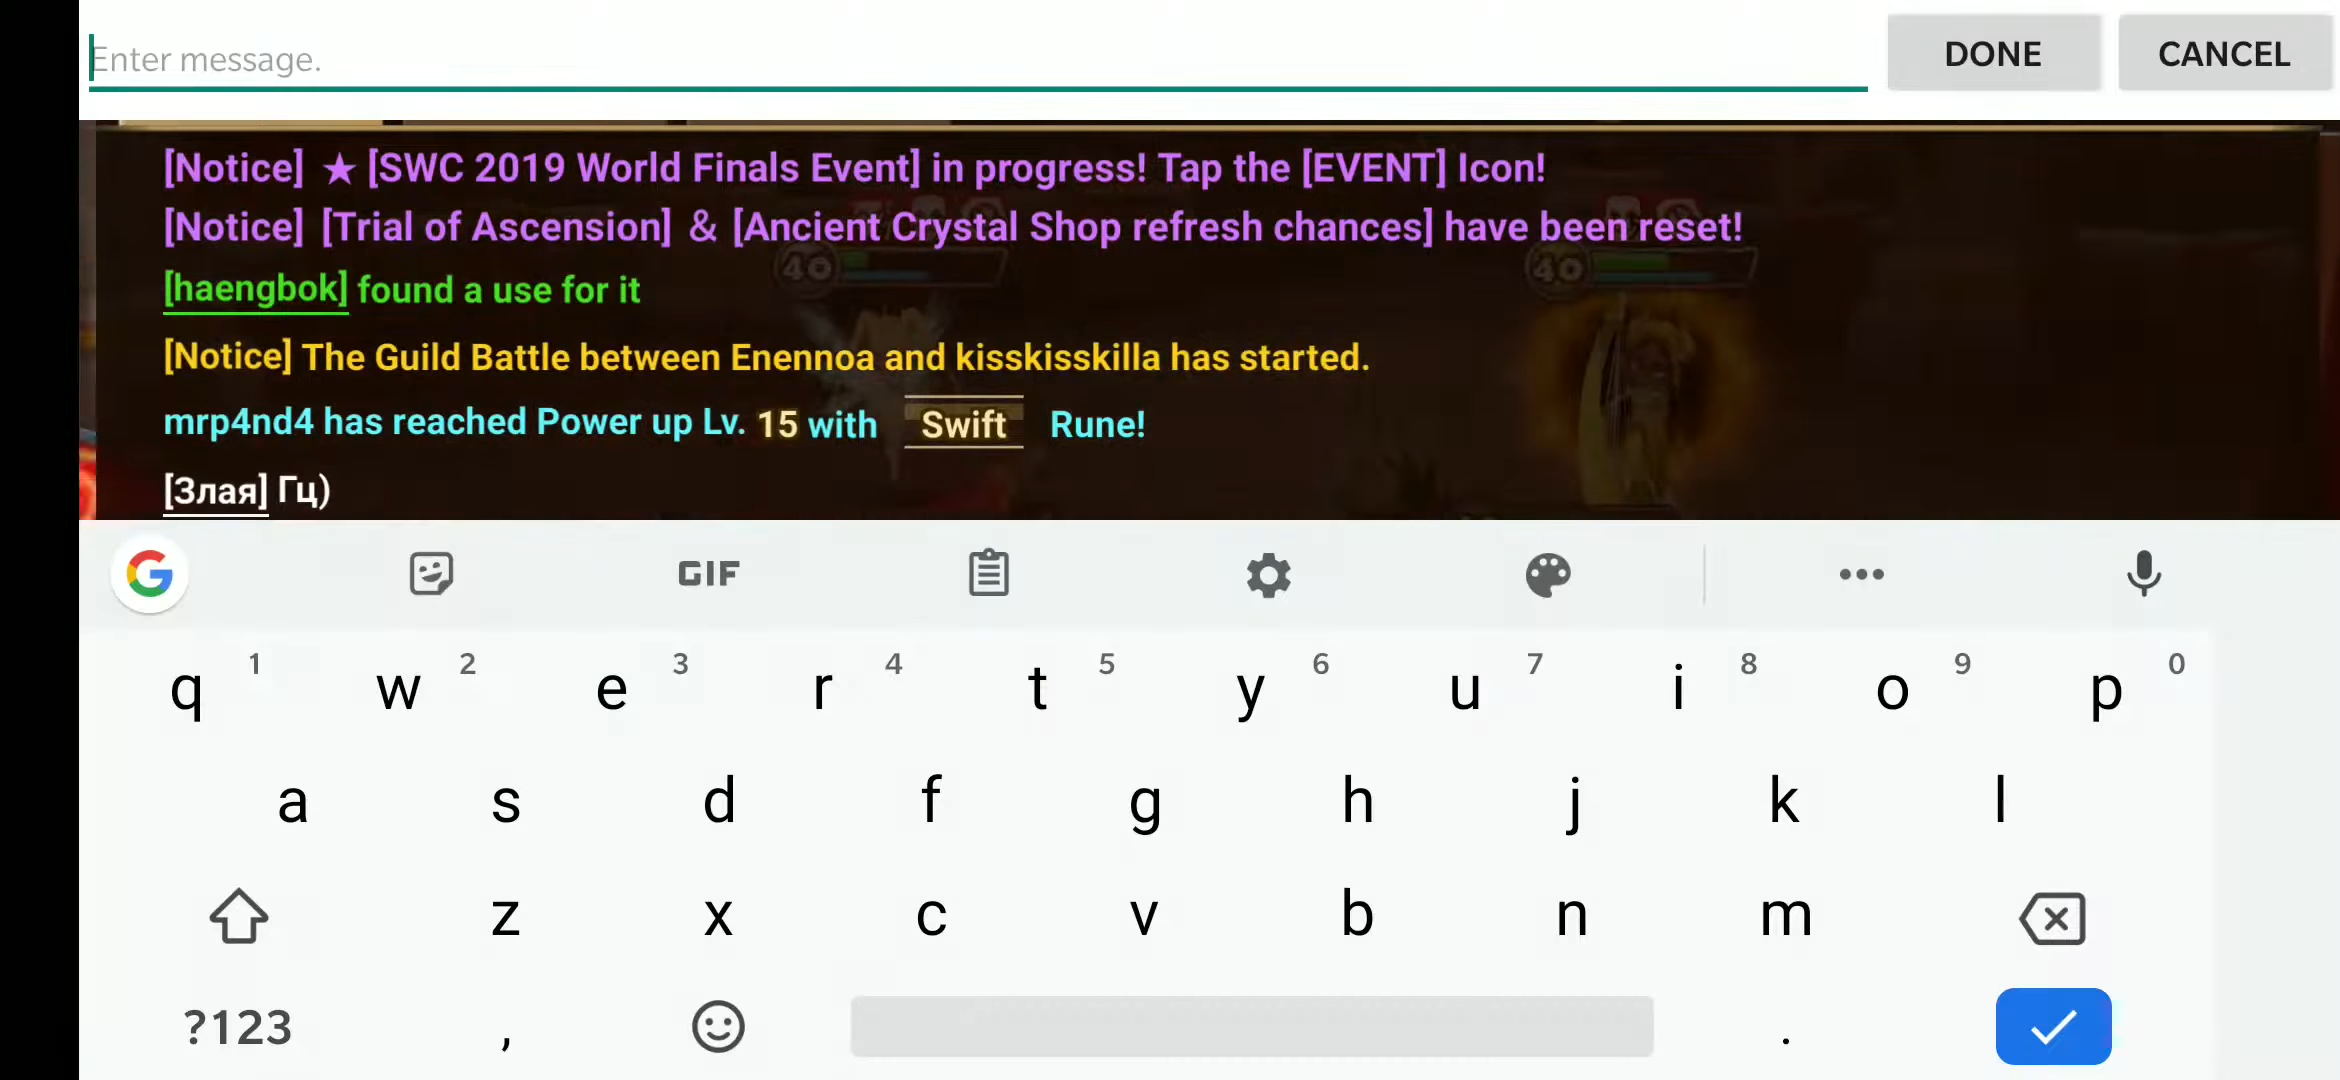 Enter message.
DONE
CANCEL
[Notice] ★ [SWC 2019 World Finals Event] in progress! Tap the [EVENT] Icon!
[Notice] [Trial of Ascension] & [Ancient Crystal Shop refresh chances] have been reset!
40 40
[haengbok] found a use for it
[Notice] The Guild Battle between Enennoa and kisskisskilla has started.
mrp4nd4 has reached Power up Lv. 15 with Swift Rune!
[Злая] Гц)
G GIF
q 1 w 2 e 3 r 4 t 5 y 6 u 7 i 8 o 9 p 0
a s d f g h j k l
z x c v b n m
?123 , .